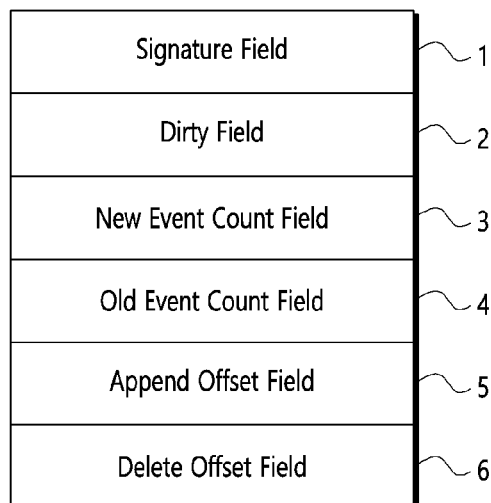 Signature Field 1
Dirty Field 2
New Event Count Field 3
Old Event Count Field 4
Append Offset Field 5
Delete Offset Field 6